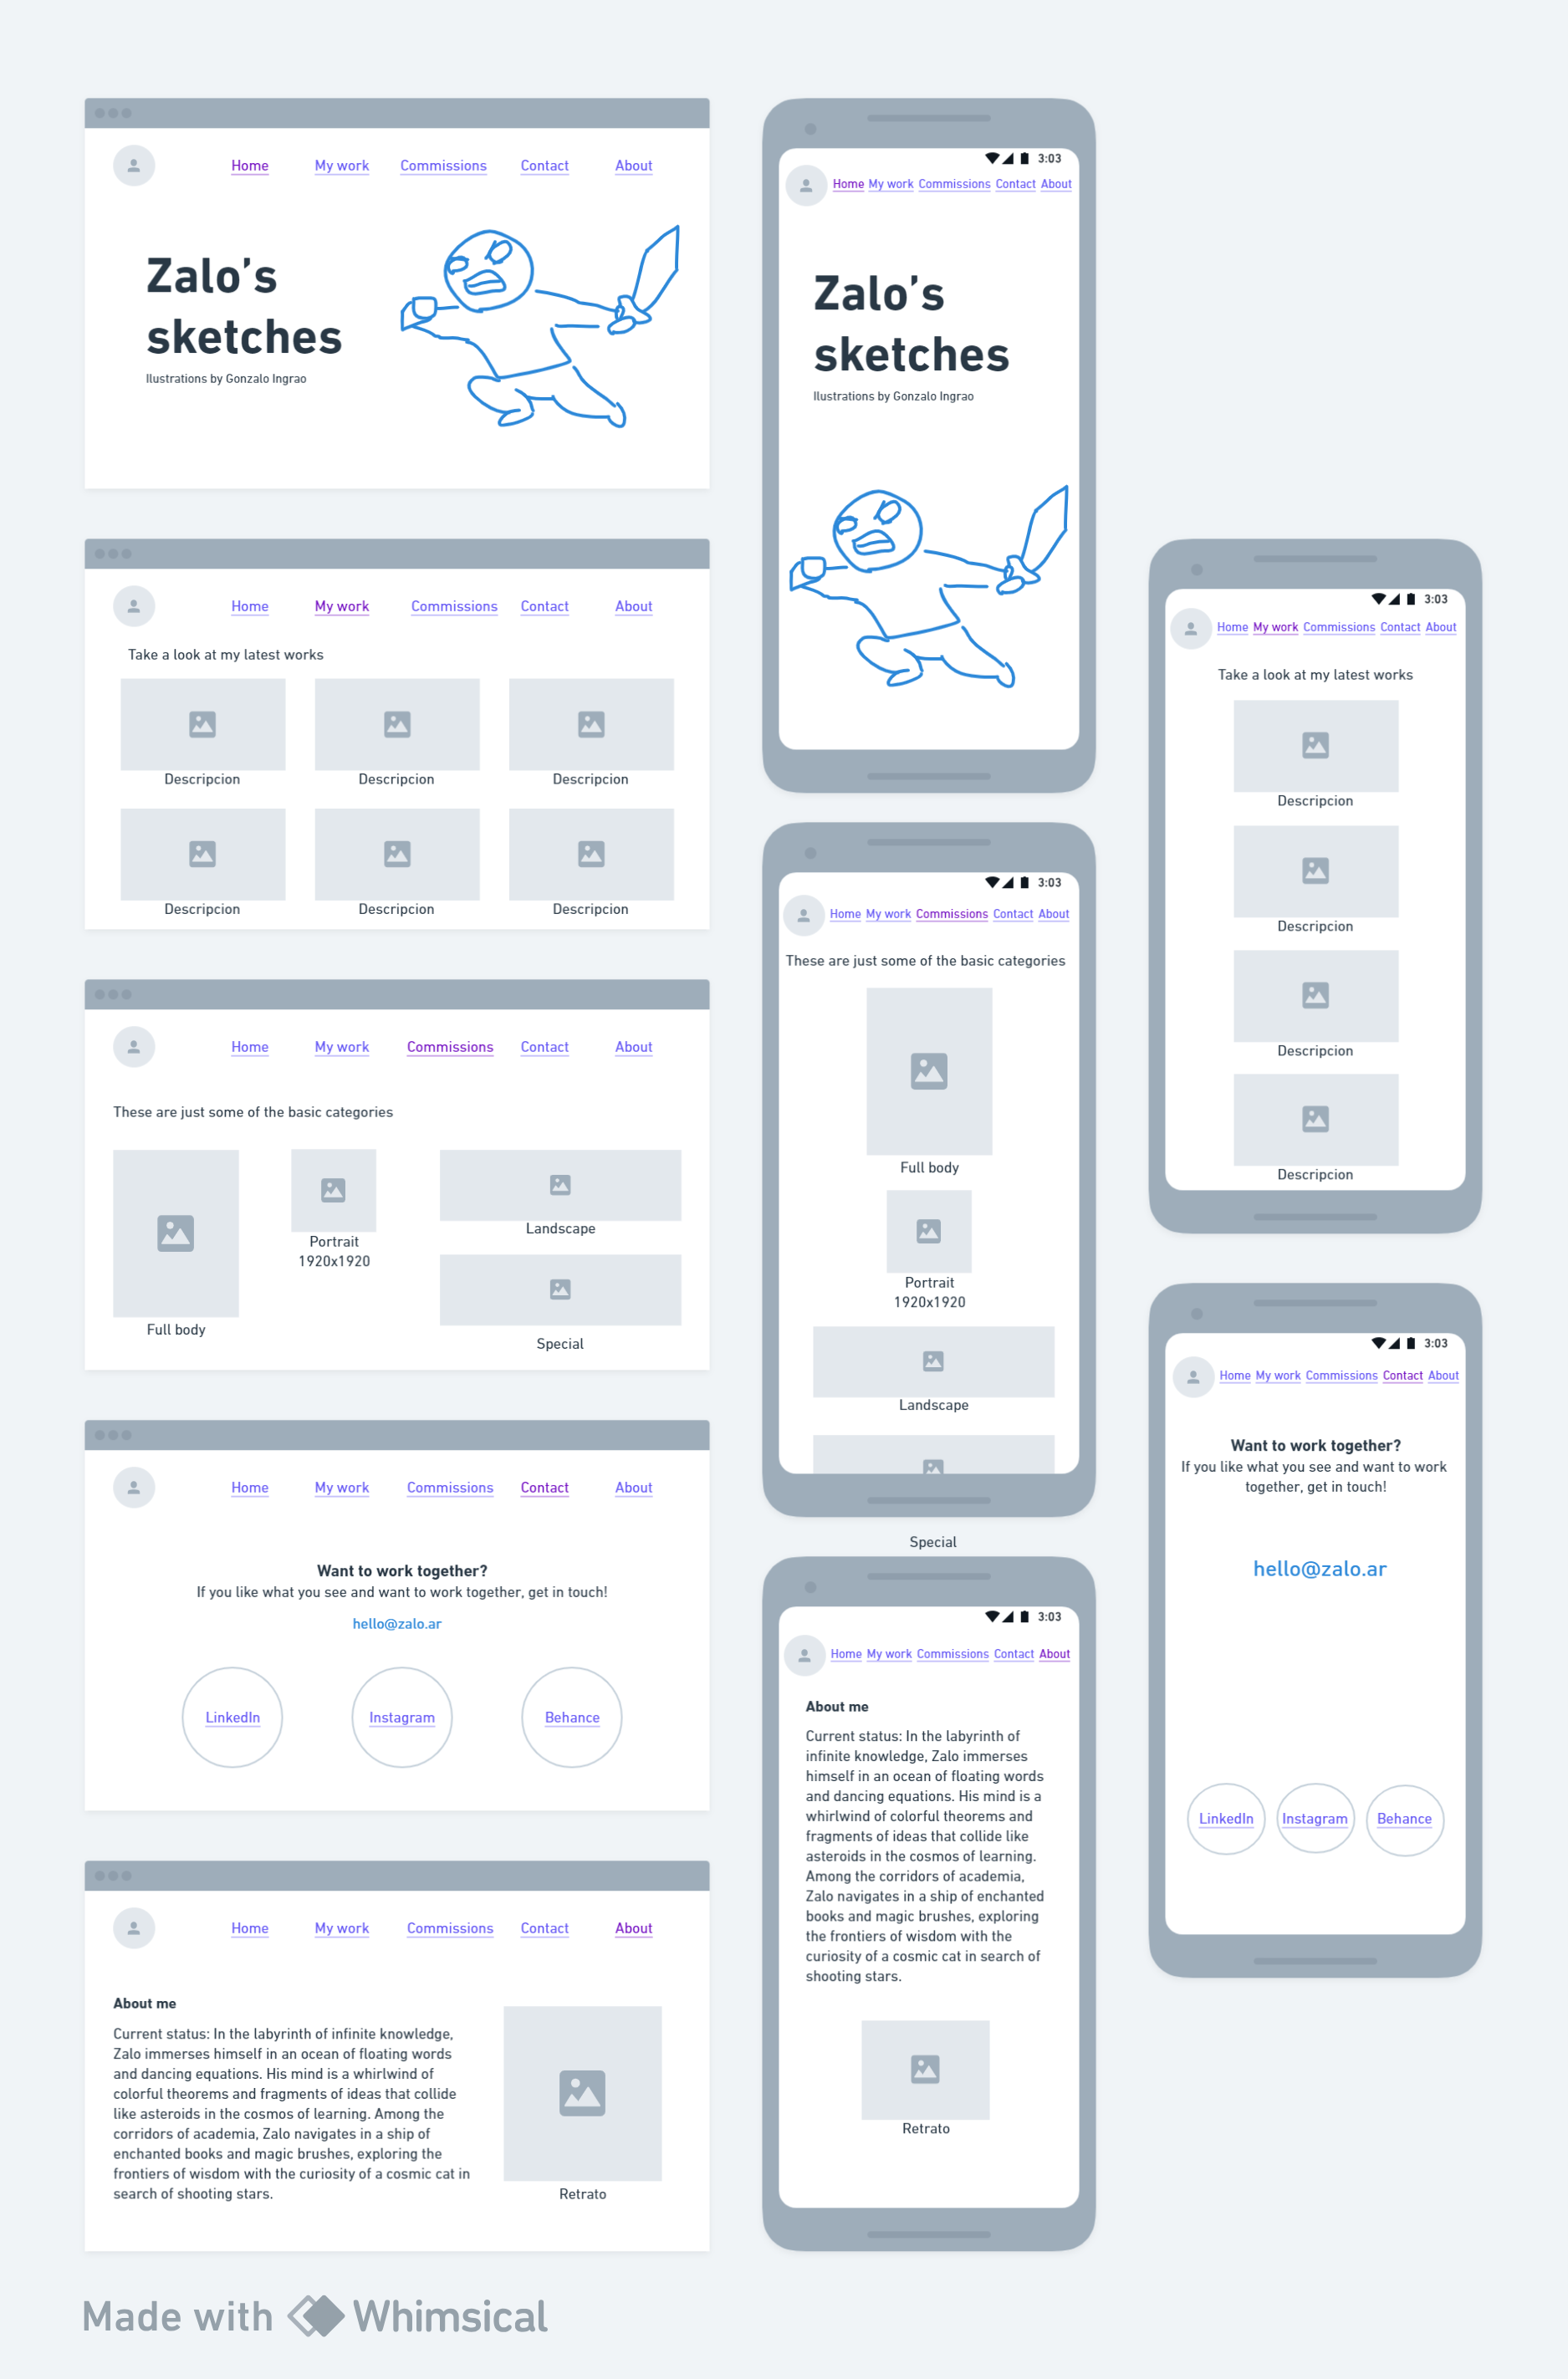 Home My work Commissions Contact About
Zalo's
sketches
Ilustrations by Gonzalo Ingrao
Home My work Commissions Contact About
Take a look at my latest works
Descripcion Descripcion Descripcion
Descripcion Descripcion Descripcion
Home My work Commissions Contact About
These are just some of the basic categories
Full body
Portrait
1920x1920
Landscape
Special
Home My work Commissions Contact About
Want to work together?
If you like what you see and want to work together, get in touch!
hello@zalo.ar
LinkedIn Instagram Behance
Home My work Commissions Contact About
About me
Current status: In the labyrinth of infinite knowledge,
Zalo immerses himself in an ocean of floating words
and dancing equations. His mind is a whirlwind of
colorful theorems and fragments of ideas that collide
like asteroids in the cosmos of learning. Among the
corridors of academia, Zalo navigates in a ship of
enchanted books and magic brushes, exploring the
frontiers of wisdom with the curiosity of a cosmic cat in
search of shooting stars.
Retrato
3:03
Home My work Commissions Contact About
Zalo's
sketches
Ilustrations by Gonzalo Ingrao
3:03
Home My work Commissions Contact About
These are just some of the basic categories
Full body
Portrait
1920x1920
Landscape
Special
3:03
Home My work Commissions Contact About
About me
Current status: In the labyrinth of
infinite knowledge, Zalo immerses
himself in an ocean of floating words
and dancing equations. His mind is a
whirlwind of colorful theorems and
fragments of ideas that collide like
asteroids in the cosmos of learning.
Among the corridors of academia,
Zalo navigates in a ship of enchanted
books and magic brushes, exploring
the frontiers of wisdom with the
curiosity of a cosmic cat in search of
shooting stars.
Retrato
3:03
Home My work Commissions Contact About
Take a look at my latest works
Descripcion
Descripcion
Descripcion
Descripcion
3:03
Home My work Commissions Contact About
Want to work together?
If you like what you see and want to work
together, get in touch!
hello@zalo.ar
LinkedIn Instagram Behance
Made with Whimsical